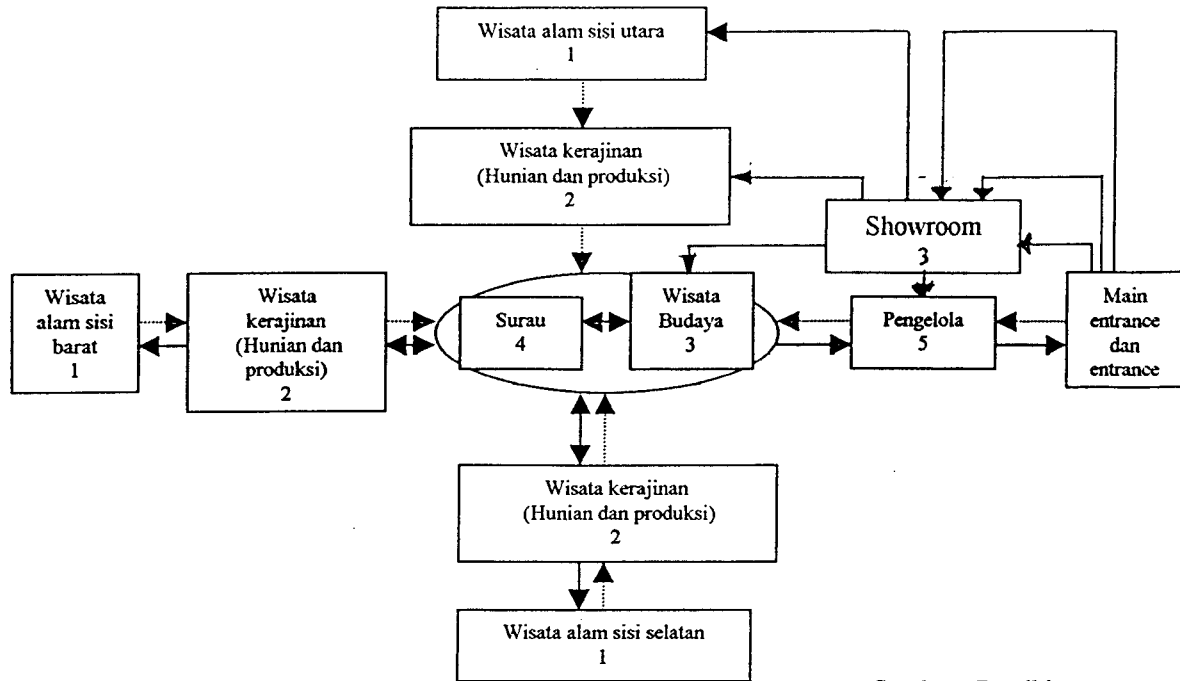 Wisata alam sisi utara
1
Wisata kerajinan
(Hunian dan produksi)
2
Showroom
3
Wisata
alam sisi
barat
1
Wisata
kerajinan
(Hunian dan
produksi)
2
Surau
4
Wisata
Budaya
3
Pengelola
5
Main
entrance
dan
entrance
Wisata kerajinan
(Hunian dan produksi)
2
Wisata alam sisi selatan
1